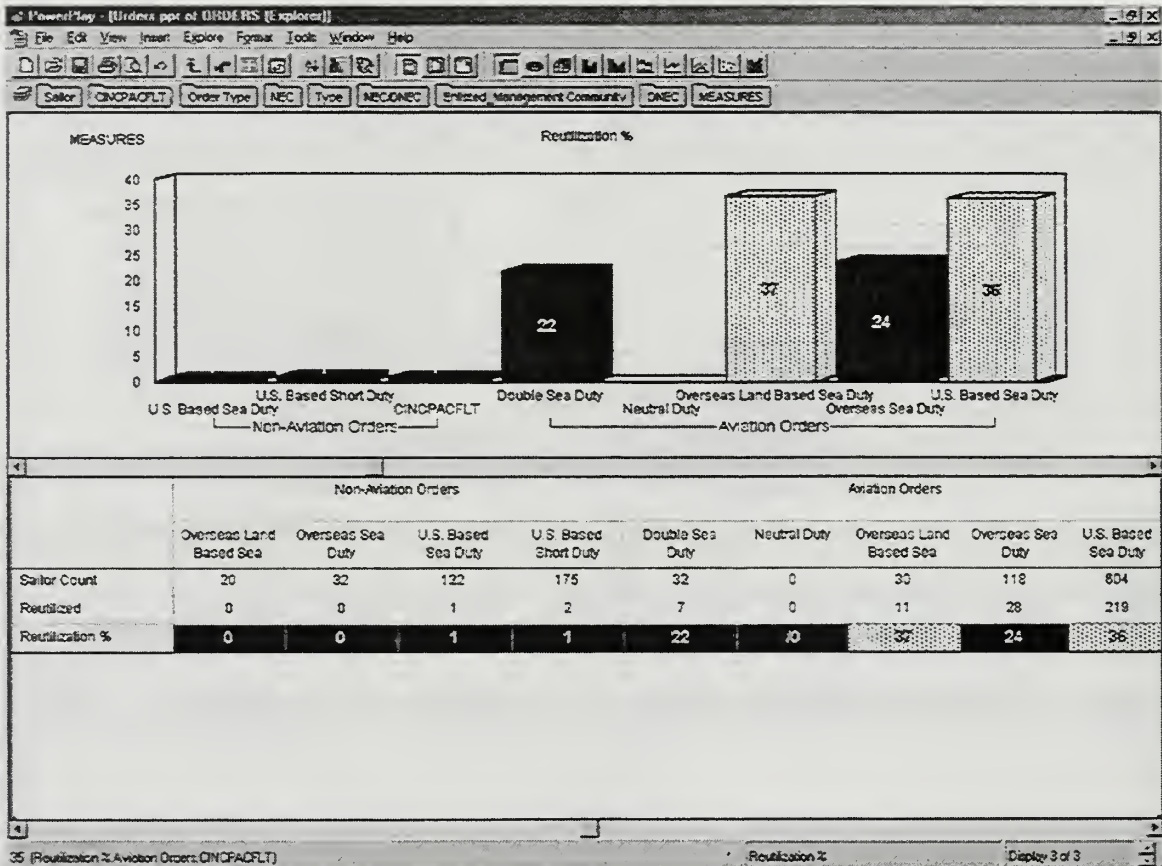 PowerPlay - [Orders ppr of ORDERS (Explorer)]
File Edit View Insert Explore Format Tools Window Help
Sailor CINCPACFLT Order Type NEC Type NEC/DNEC Enlisted_Management Community DNEC MEASURES
MEASURES
Reutilization %
40
35
30
25
20
15
10
5
0
22
37
24
36
U.S. Based Sea Duty
U.S. Based Short Duty
CINCPACFLT
Double Sea Duty
Neutral Duty
Overseas Land Based Sea Duty
Overseas Sea Duty
U.S. Based Sea Duty
Non-Aviation Orders
Aviation Orders
Non-Aviation Orders Aviation Orders
Overseas Land Overseas Sea U.S. Based U.S. Based Double Sea Neutral Duty Overseas Land Overseas Sea U.S. Based
Based Sea Duty Sea Duty Short Duty Duty Based Sea Duty Sea Duty
Sailor Count 20 32 122 175 32 0 30 118 604
Reutilized 0 0 1 2 7 0 11 28 219
Reutilization % 0 0 1 1 22 /0 37 24 36
35 (Reutilization %,Aviation Orders,CINCPACFLT) Reutilization % Display 3 of 3